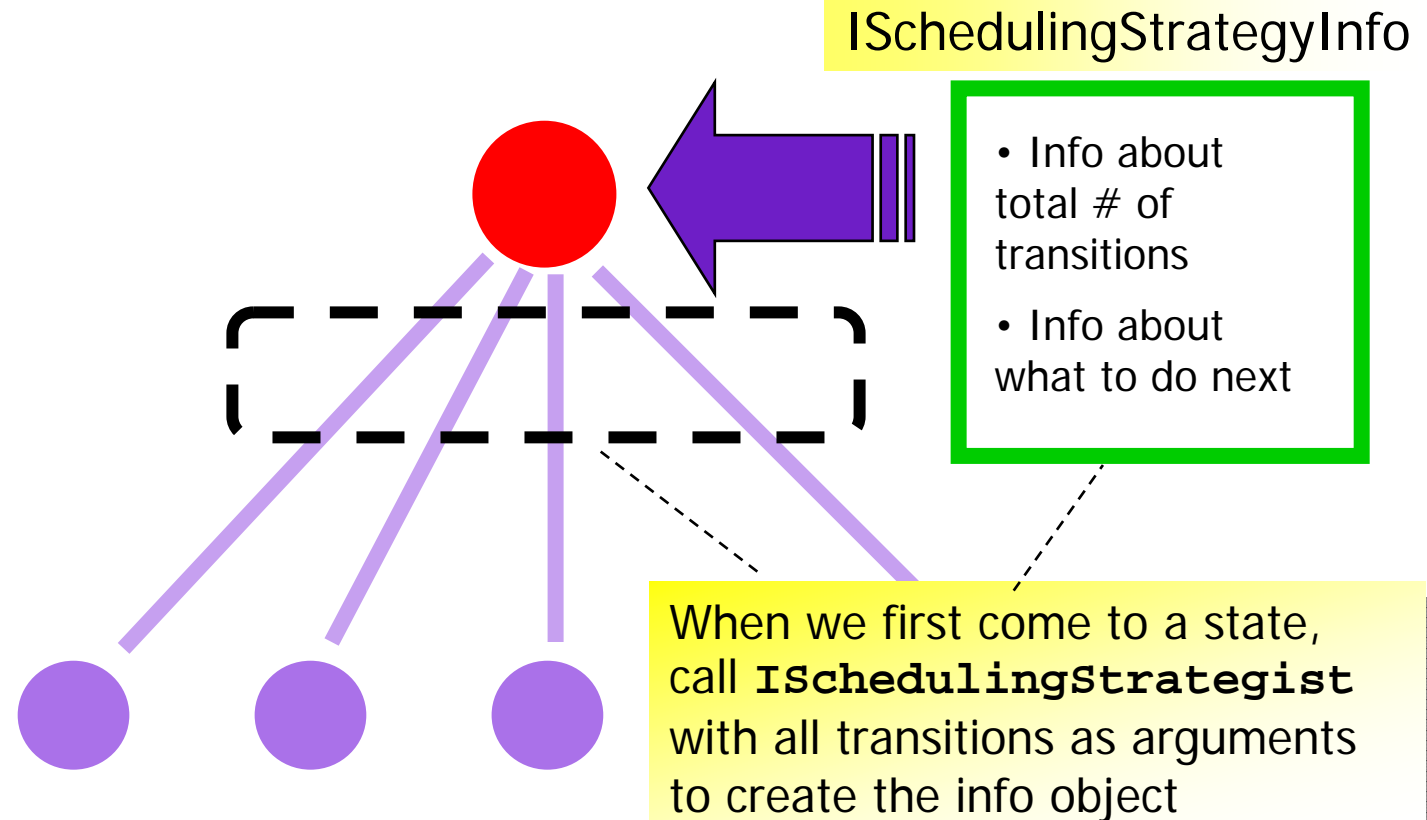 ISchedulingStrategyInfo
• Info about
total # of
transitions
• Info about
what to do next
When we first come to a state,
call ISchedulingStrategist
with all transitions as arguments
to create the info object